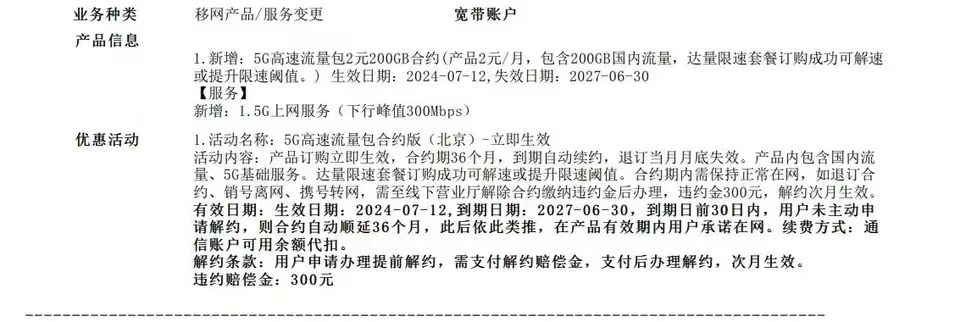 业务种类 移网产品/服务变更 宽带账户
产品信息
1.新增：5G高速流量包2元200GB合约(产品2元/月，包含200GB国内流量，达量限速套餐订购成功可解速
或提升限速阈值。) 生效日期：2024-07-12,失效日期：2027-06-30
【服务】
新增：1.5G上网服务（下行峰值300Mbps）
优惠活动 1.活动名称：5G高速流量包合约版（北京）-立即生效
活动内容：产品订购立即生效，合约期36个月，到期自动续约，退订当月月底失效。产品内包含国内流
量、5G基础服务。达量限速套餐订购成功可解速或提升限速阈值。合约期内需保持正常在网，如退订合
约、销号离网、携号转网，需至线下营业厅解除合约缴纳违约金后办理，违约金300元，解约次月生效。
有效日期：生效日期：2024-07-12,到期日期：2027-06-30，到期日前30日内，用户未主动申
请解约，则合约自动顺延36个月，此后依此类推，在产品有效期内用户承诺在网。续费方式：通
信账户可用余额代扣。
解约条款：用户申请办理提前解约，需支付解约赔偿金，支付后办理解约，次月生效。
违约赔偿金：300元